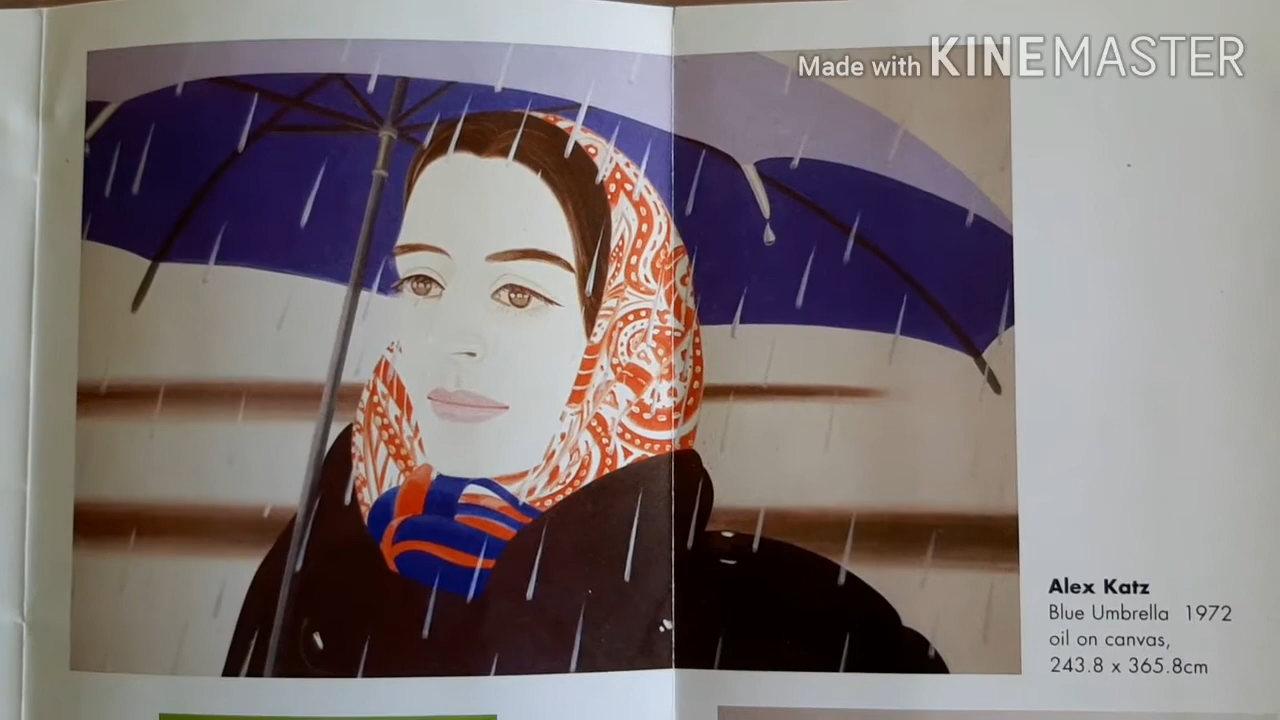 Made with KINEMASTER
Alex Katz
Blue Umbrella 1972
oil on canvas,
243.8 x 365.8cm